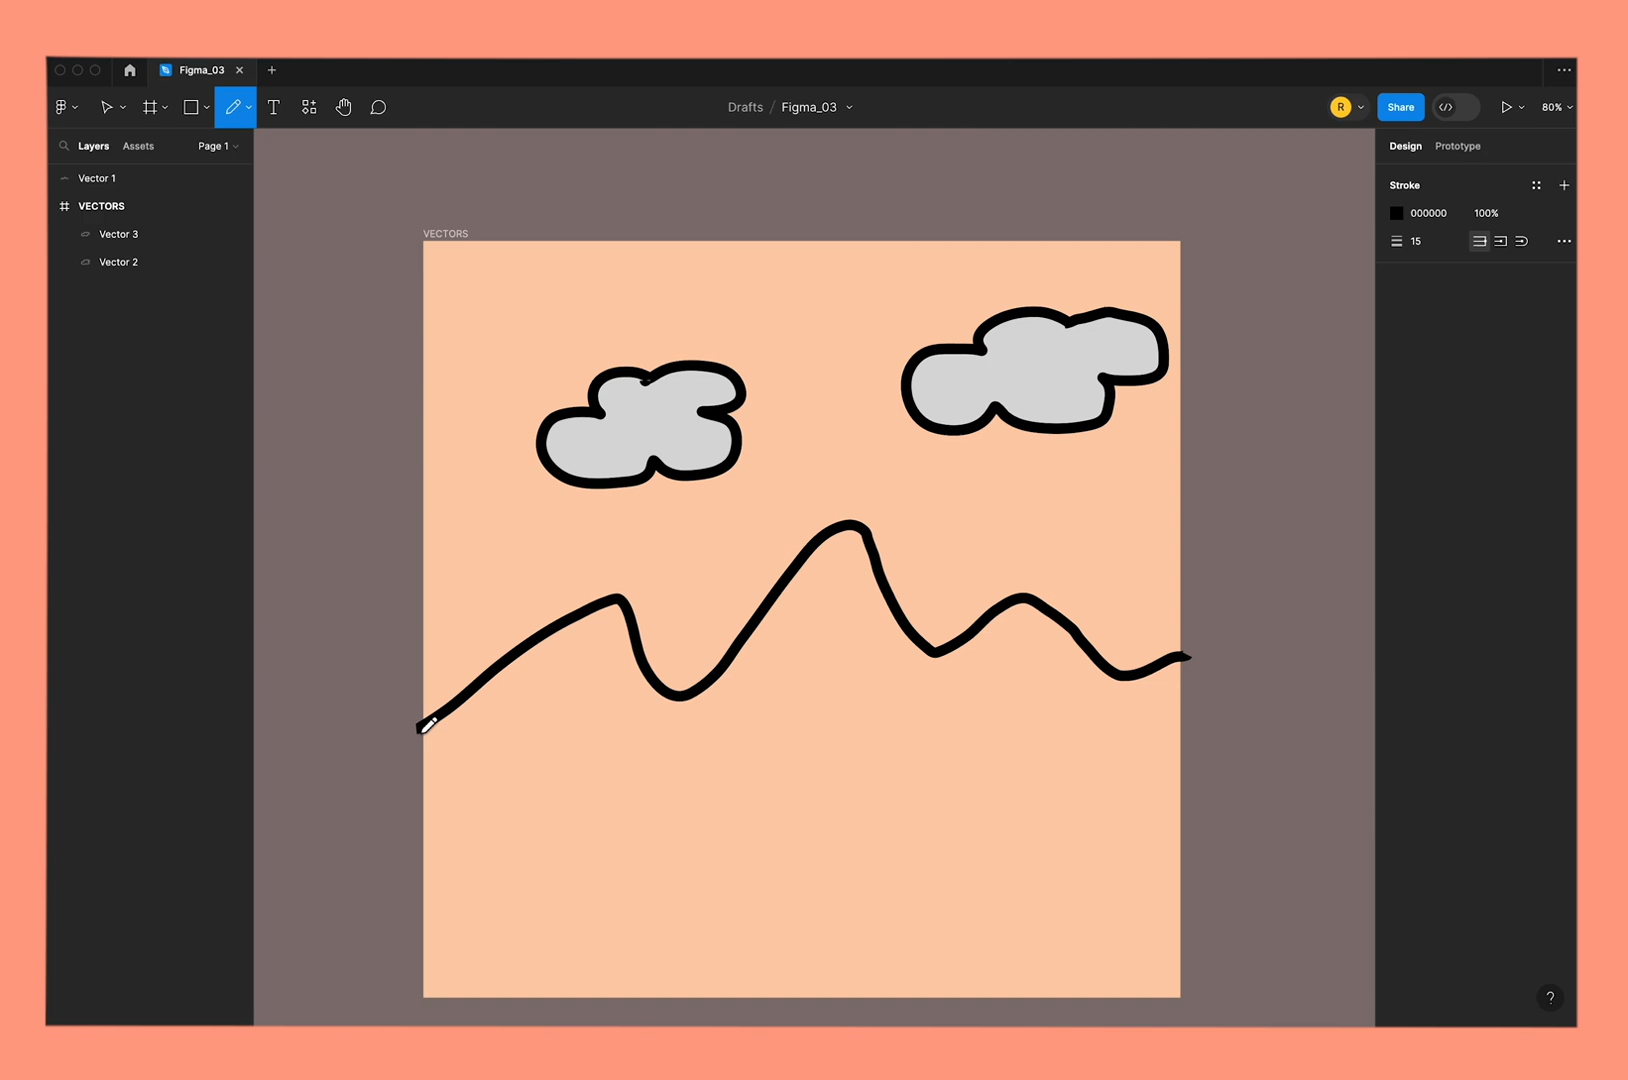 Figma_03
Drafts / Figma_03
R
Share
80%
Layers
Assets
Page 1
Vector 1
VECTORS
Vector 3
Vector 2
VECTORS
Design
Prototype
Stroke
000000
100%
15
?